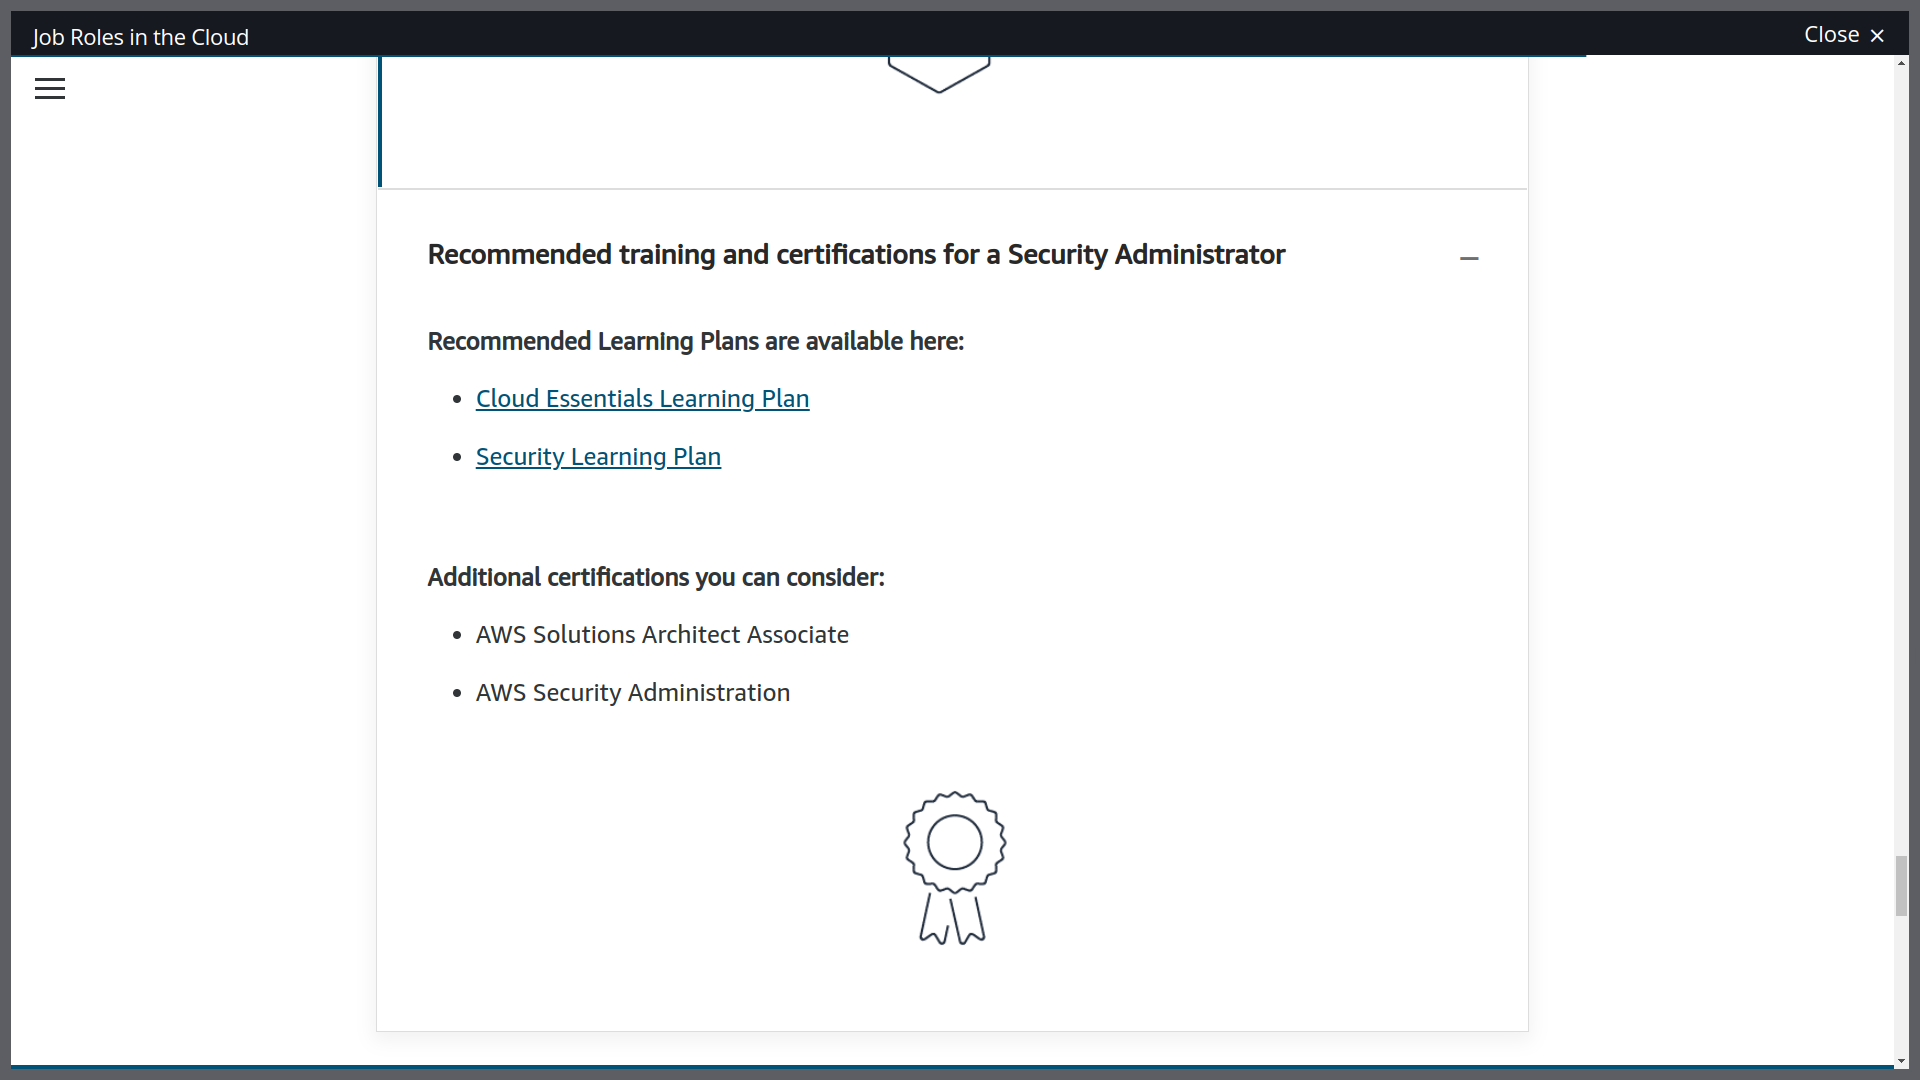 Job Roles in the Cloud
Close ×
Recommended training and certifications for a Security Administrator
Recommended Learning Plans are available here:
Cloud Essentials Learning Plan
Security Learning Plan
Additional certifications you can consider:
AWS Solutions Architect Associate
AWS Security Administration